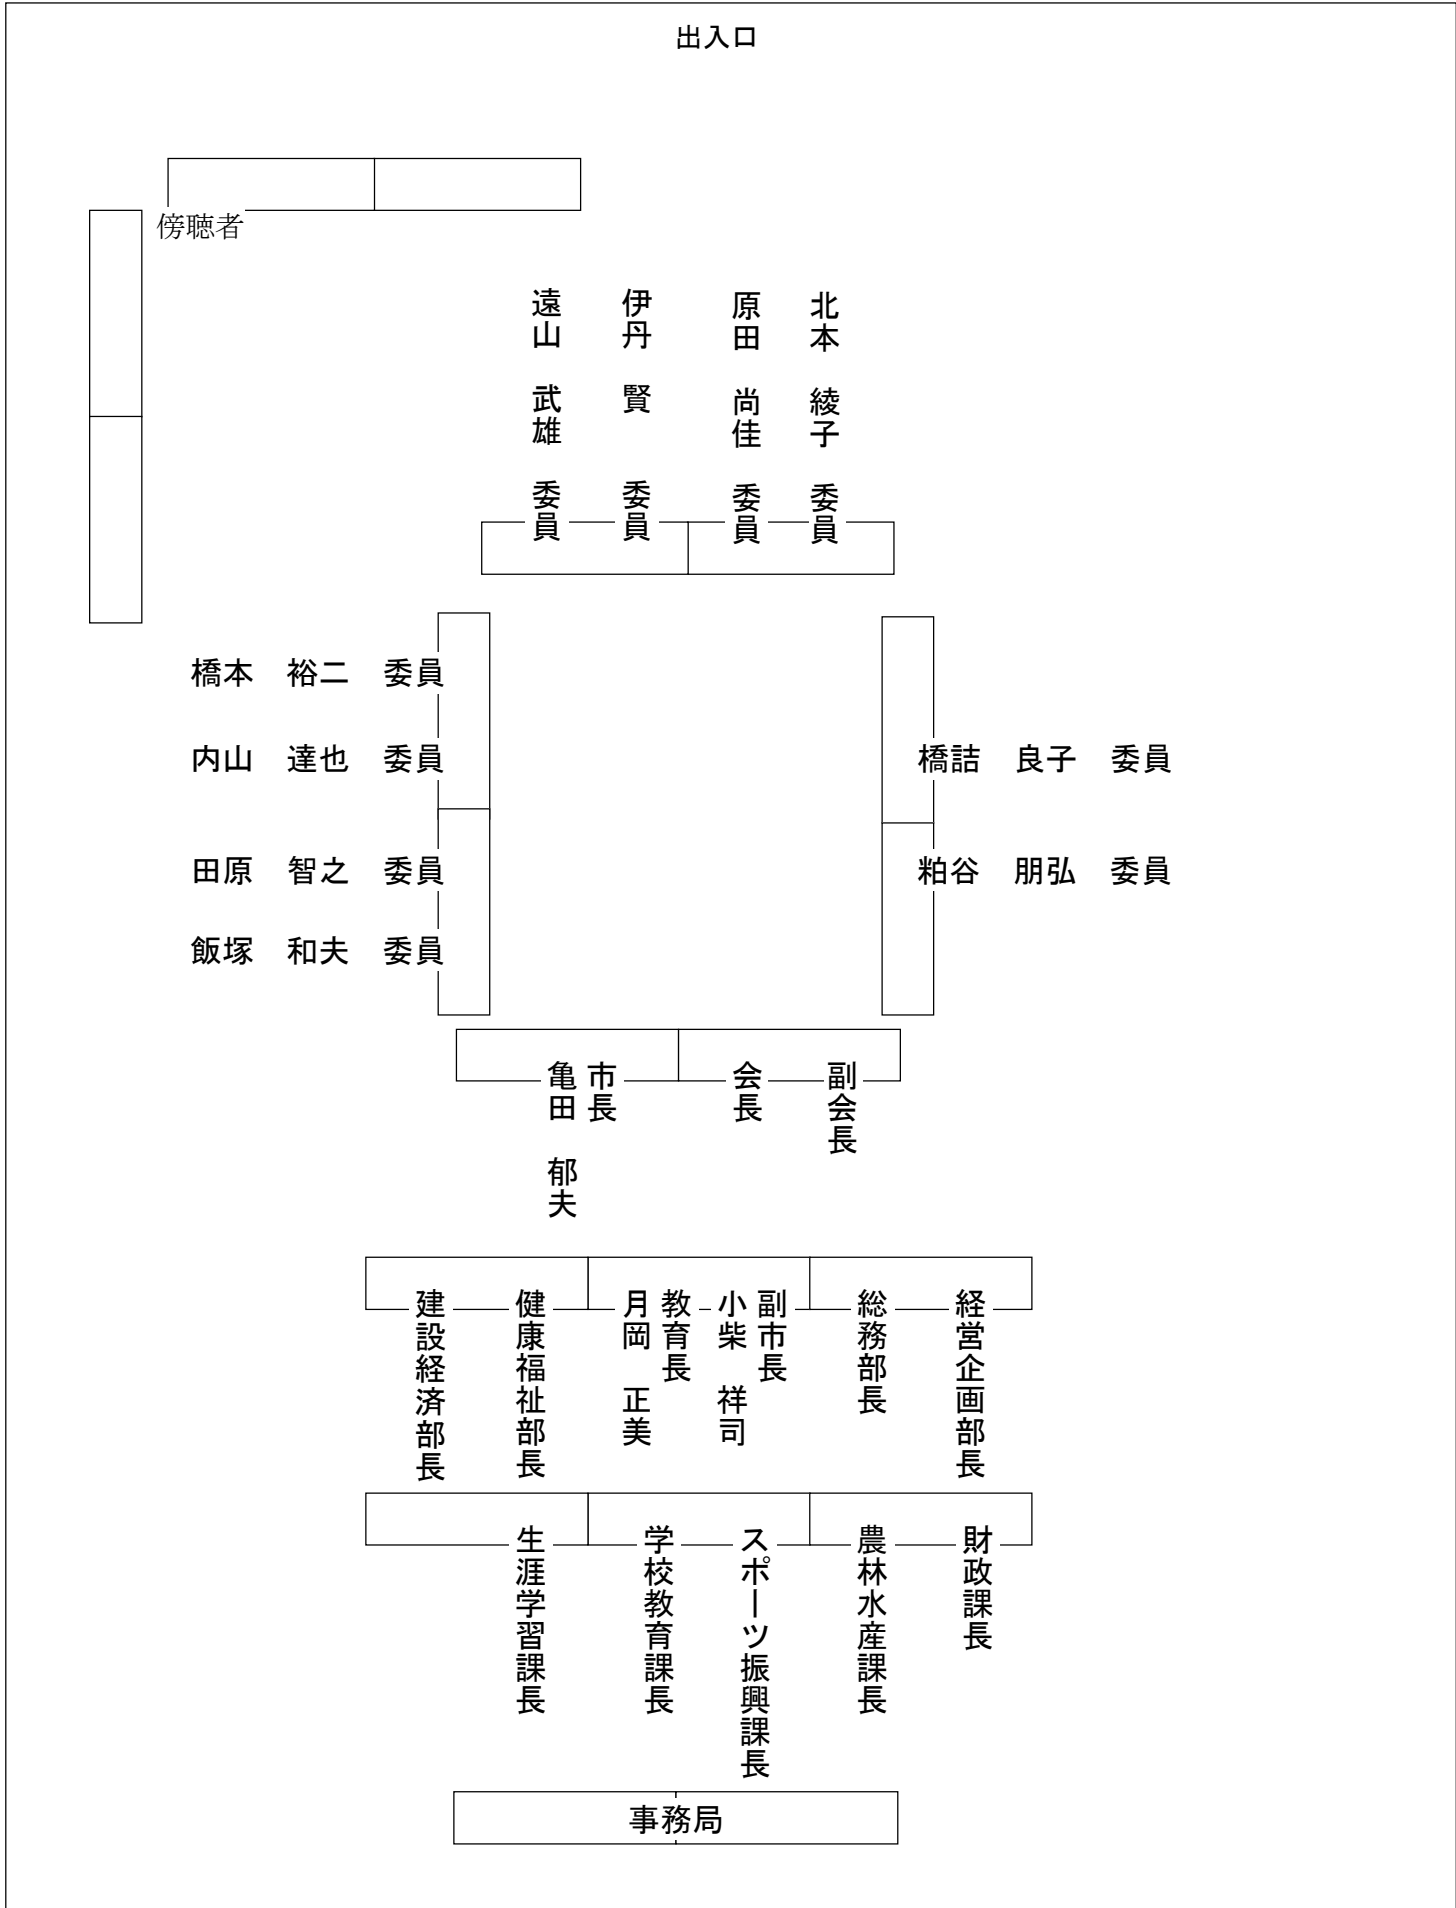 出入口
傍聴者
遠山　武雄　委員
伊丹　賢　　委員
原田　尚佳　委員
北本　綾子　委員
橋本　裕二　委員
内山　達也　委員
田原　智之　委員
飯塚　和夫　委員
橋詰　良子　委員
粕谷　朋弘　委員
市長
亀田　郁夫
会長
副会長
建設経済部長
健康福祉部長
教育長
月岡　正美
副市長
小柴　祥司
総務部長
経営企画部長
生涯学習課長
学校教育課長
スポーツ振興課長
農林水産課長
財政課長
事務局